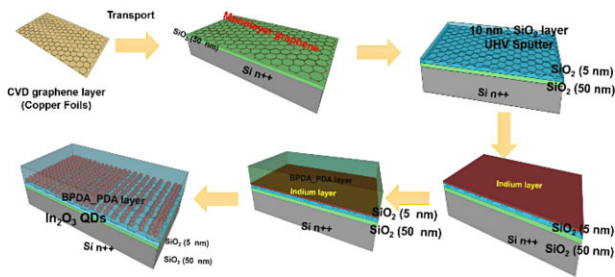 Transport
CVD graphene layer
(Copper Foils)
Monolayer graphene
SiO₂(50 nm)
Si n++
10 nm : SiO₂ layer
UHV Sputter
SiO₂ (5 nm)
SiO₂ (50 nm)
Si n++
BPDA_PDA layer
In₂O₃ QDs
SiO₂ (5 nm)
SiO₂ (50 nm)
Si n++
BPDA_PDA layer
Indium layer
SiO₂ (5 nm)
SiO₂ (50 nm)
Si n++
Indium layer
SiO₂ (5 nm)
SiO₂ (50 nm)
Si n++